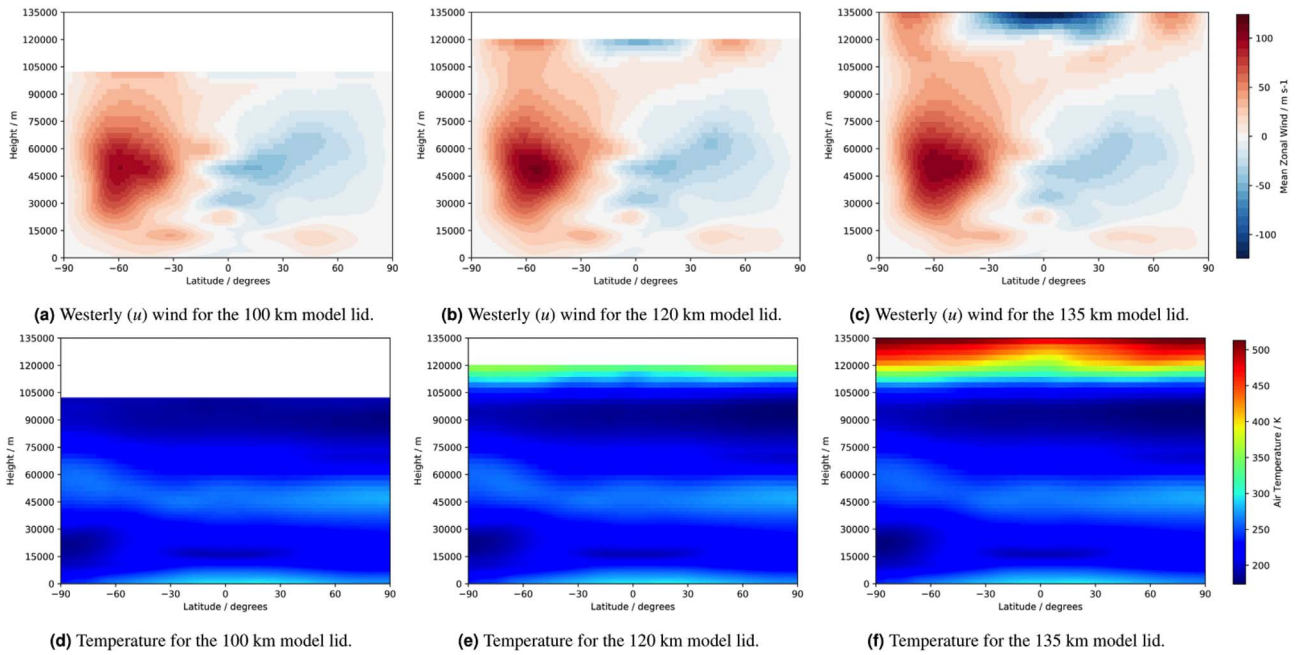 135000
120000
105000
90000
75000
60000
45000
30000
15000
0
Height / m
−90 −60 −30 0 30 60 90
Latitude / degrees
(a) Westerly (u) wind for the 100 km model lid.
135000
120000
105000
90000
75000
60000
45000
30000
15000
0
Height / m
−90 −60 −30 0 30 60 90
Latitude / degrees
(b) Westerly (u) wind for the 120 km model lid.
135000
120000
105000
90000
75000
60000
45000
30000
15000
0
Height / m
−90 −60 −30 0 30 60 90
Latitude / degrees
(c) Westerly (u) wind for the 135 km model lid.
100
50
0
-50
-100
Mean Zonal Wind / m s-1
135000
120000
105000
90000
75000
60000
45000
30000
15000
0
Height / m
−90 −60 −30 0 30 60 90
Latitude / degrees
(d) Temperature for the 100 km model lid.
135000
120000
105000
90000
75000
60000
45000
30000
15000
0
Height / m
−90 −60 −30 0 30 60 90
Latitude / degrees
(e) Temperature for the 120 km model lid.
135000
120000
105000
90000
75000
60000
45000
30000
15000
0
Height / m
−90 −60 −30 0 30 60 90
Latitude / degrees
(f) Temperature for the 135 km model lid.
500
450
400
350
300
250
200
Air Temperature / K